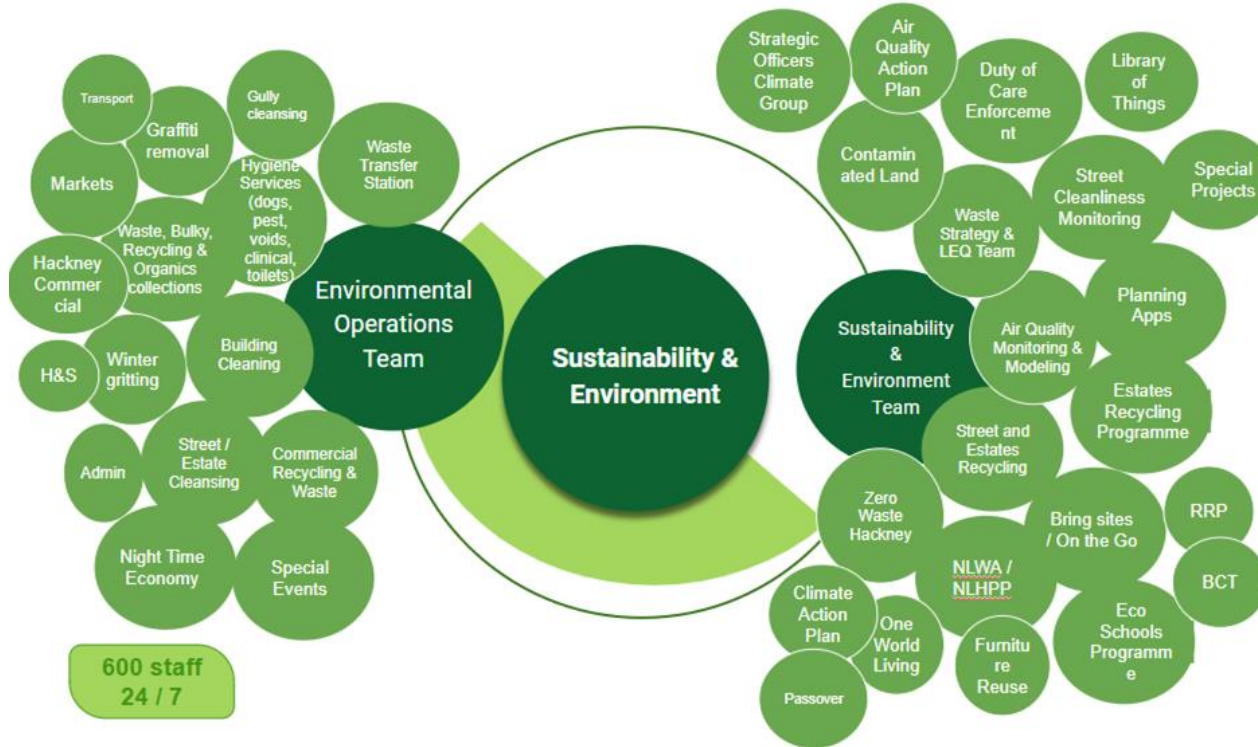 Transport
Gully
cleansing
Graffiti
removal
Waste
Transfer
Station
Markets
Hygiene
Services
(dogs,
pest,
voids,
clinical,
toilets)
Waste, Bulky,
Recycling &
Organics
collections
Hackney
Commer
cial
Building
Cleaning
Winter
gritting
H&S
Admin
Street /
Estate
Cleansing
Commercial
Recycling &
Waste
Night Time
Economy
Special
Events
600 staff
24 / 7
Environmental
Operations
Team
Sustainability &
Environment
Sustainability
&
Environment
Team
Strategic
Officers
Climate
Group
Air
Quality
Action
Plan
Duty of
Care
Enforceme
nt
Library
of
Things
Contamin
ated Land
Waste
Strategy &
LEQ Team
Street
Cleanliness
Monitoring
Special
Projects
Planning
Apps
Air Quality
Monitoring &
Modeling
Estates
Recycling
Programme
Street and
Estates
Recycling
Zero
Waste
Hackney
Bring sites
/ On the Go
RRP
NLWA /
NLHPP
BCT
Climate
Action
Plan
One
World
Living
Furnitu
re
Reuse
Eco
Schools
Programm
e
Passover